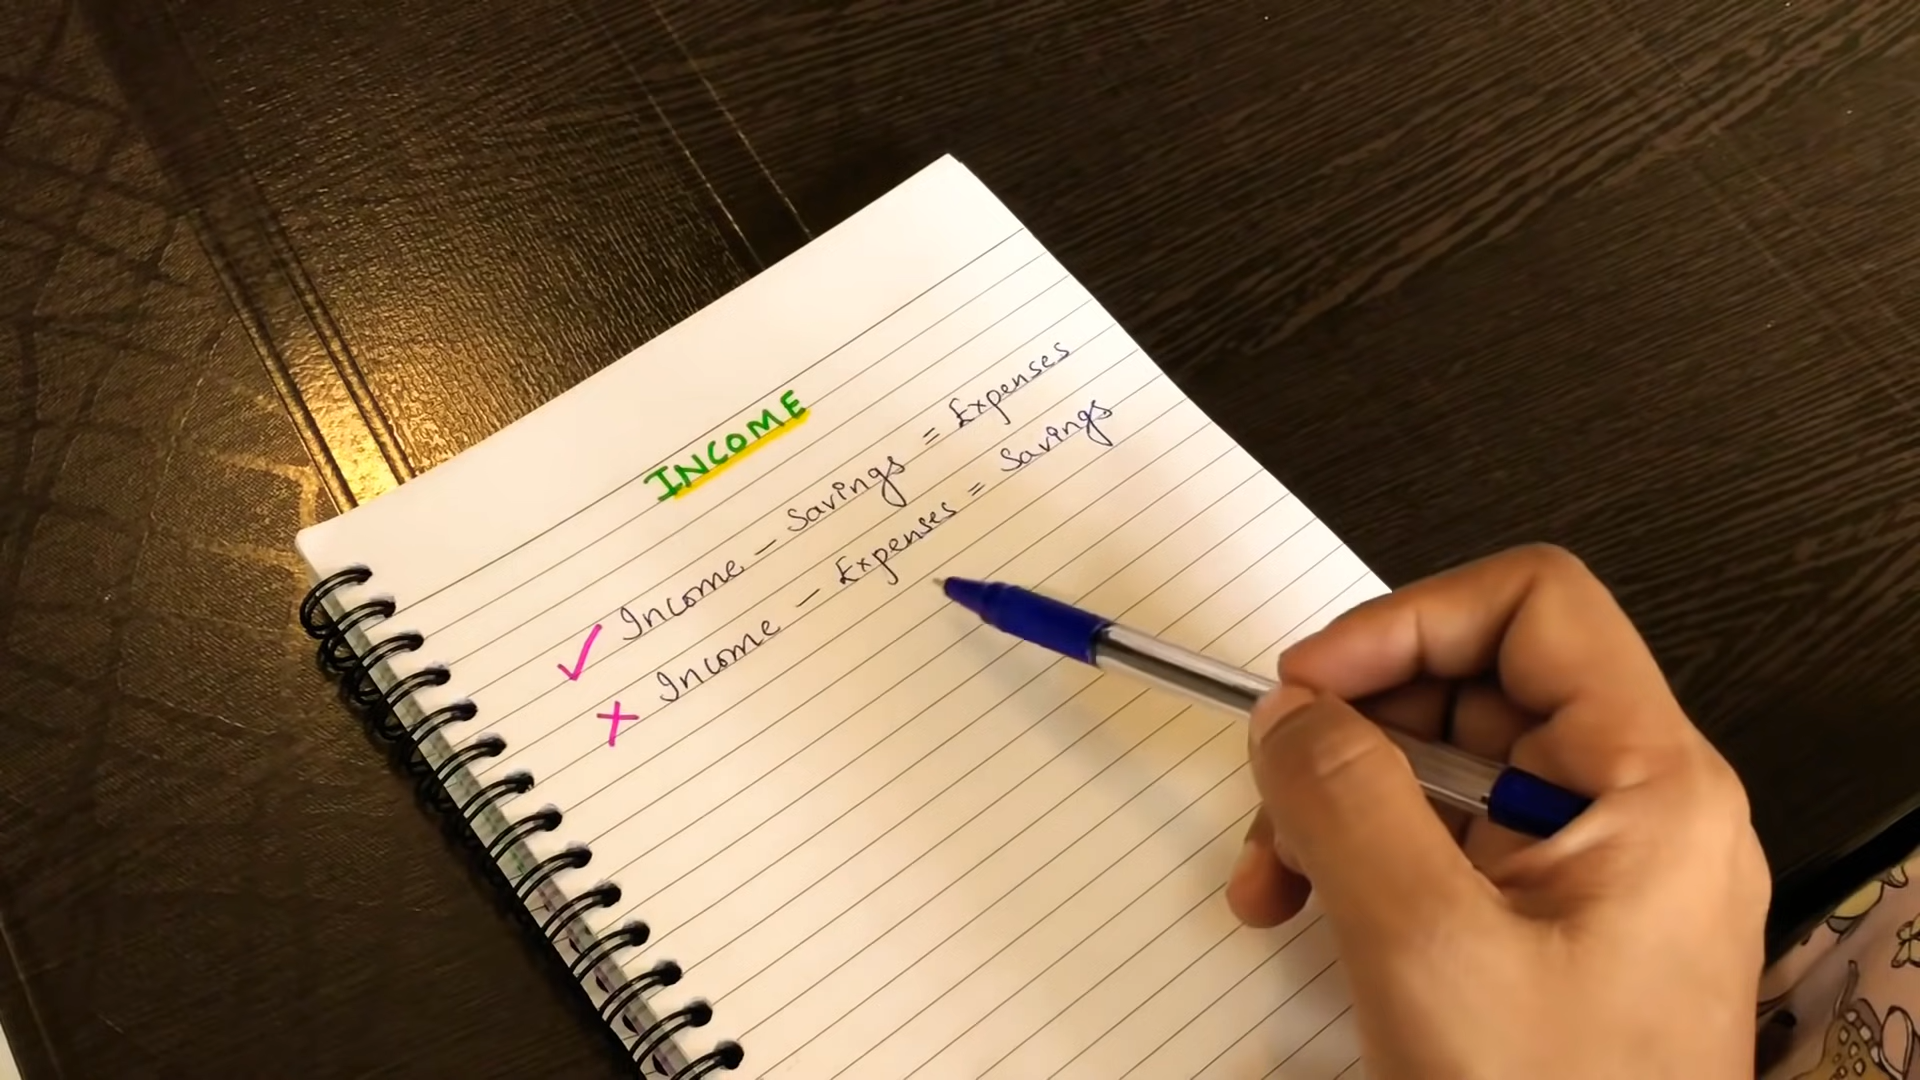 INCOME
✓ Income - Savings = Expenses
✗ Income - Expenses = Savings